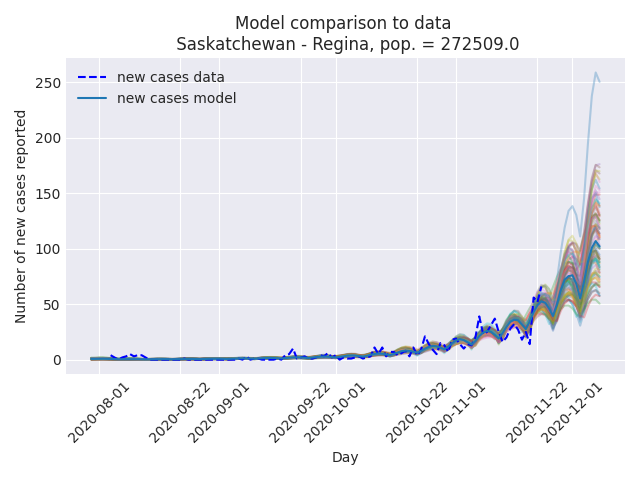 Model comparison to data
Saskatchewan - Regina, pop. = 272509.0
new cases data
new cases model
Number of new cases reported
250
200
150
100
50
0
2020-08-01
2020-08-22
2020-09-01
2020-09-22
2020-10-01
2020-10-22
2020-11-01
2020-11-22
2020-12-01
Day